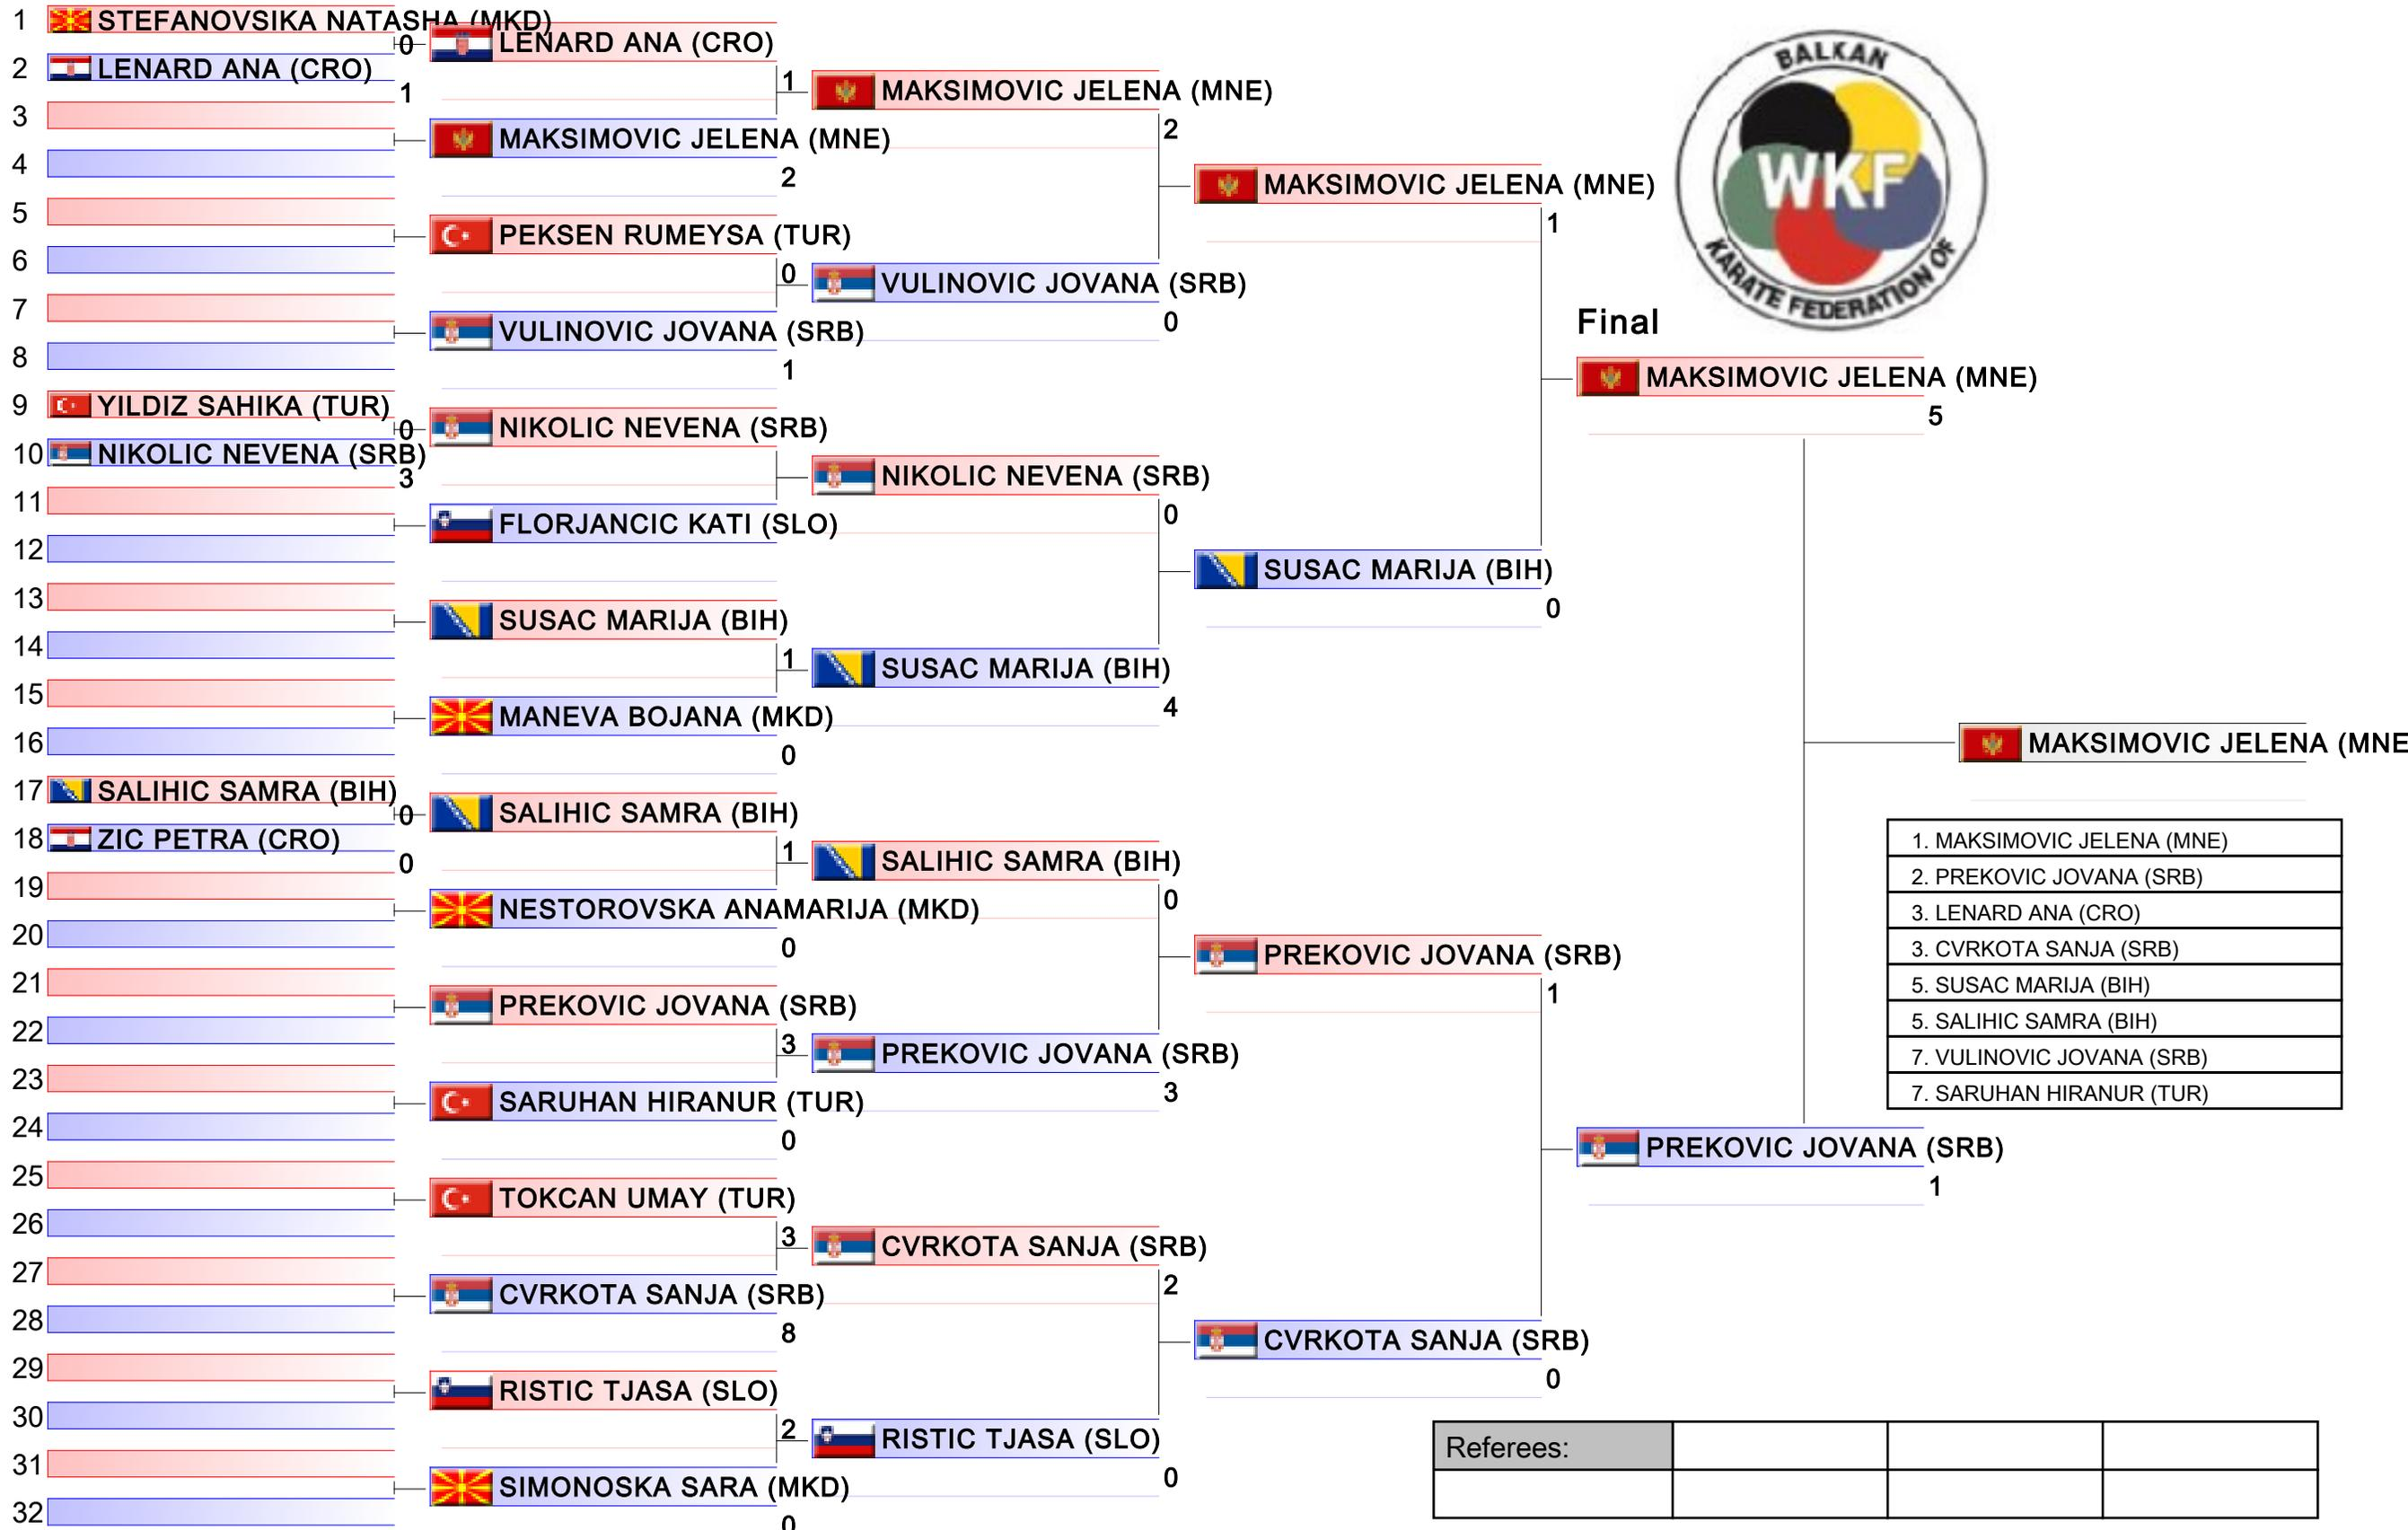 1 STEFANOVSIKA NATASHA (MKD)
0
2 LENARD ANA (CRO)
1
3
4
5
6
7
8
9 YILDIZ SAHIKA (TUR)
0
10 NIKOLIC NEVENA (SRB)
3
11
12
13
14
15
16
17 SALIHIC SAMRA (BIH)
0
18 ZIC PETRA (CRO)
0
19
20
21
22
23
24
25
26
27
28
29
30
31
32
LENARD ANA (CRO)
1
MAKSIMOVIC JELENA (MNE)
2
PEKSEN RUMEYSA (TUR)
0
VULINOVIC JOVANA (SRB)
1
NIKOLIC NEVENA (SRB)
FLORJANCIC KATI (SLO)
SUSAC MARIJA (BIH)
1
MANEVA BOJANA (MKD)
0
SALIHIC SAMRA (BIH)
1
NESTOROVSKA ANAMARIJA (MKD)
0
PREKOVIC JOVANA (SRB)
3
SARUHAN HIRANUR (TUR)
0
TOKCAN UMAY (TUR)
3
CVRKOTA SANJA (SRB)
8
RISTIC TJASA (SLO)
2
SIMONOSKA SARA (MKD)
0
MAKSIMOVIC JELENA (MNE)
2
VULINOVIC JOVANA (SRB)
0
NIKOLIC NEVENA (SRB)
0
SUSAC MARIJA (BIH)
4
SALIHIC SAMRA (BIH)
0
PREKOVIC JOVANA (SRB)
3
CVRKOTA SANJA (SRB)
2
RISTIC TJASA (SLO)
0
MAKSIMOVIC JELENA (MNE)
1
SUSAC MARIJA (BIH)
0
PREKOVIC JOVANA (SRB)
1
CVRKOTA SANJA (SRB)
0
BALKAN
WKF
KARATE FEDERATION OF
Final
MAKSIMOVIC JELENA (MNE)
5
PREKOVIC JOVANA (SRB)
1
MAKSIMOVIC JELENA (MNE
1. MAKSIMOVIC JELENA (MNE)
2. PREKOVIC JOVANA (SRB)
3. LENARD ANA (CRO)
3. CVRKOTA SANJA (SRB)
5. SUSAC MARIJA (BIH)
5. SALIHIC SAMRA (BIH)
7. VULINOVIC JOVANA (SRB)
7. SARUHAN HIRANUR (TUR)
Referees: